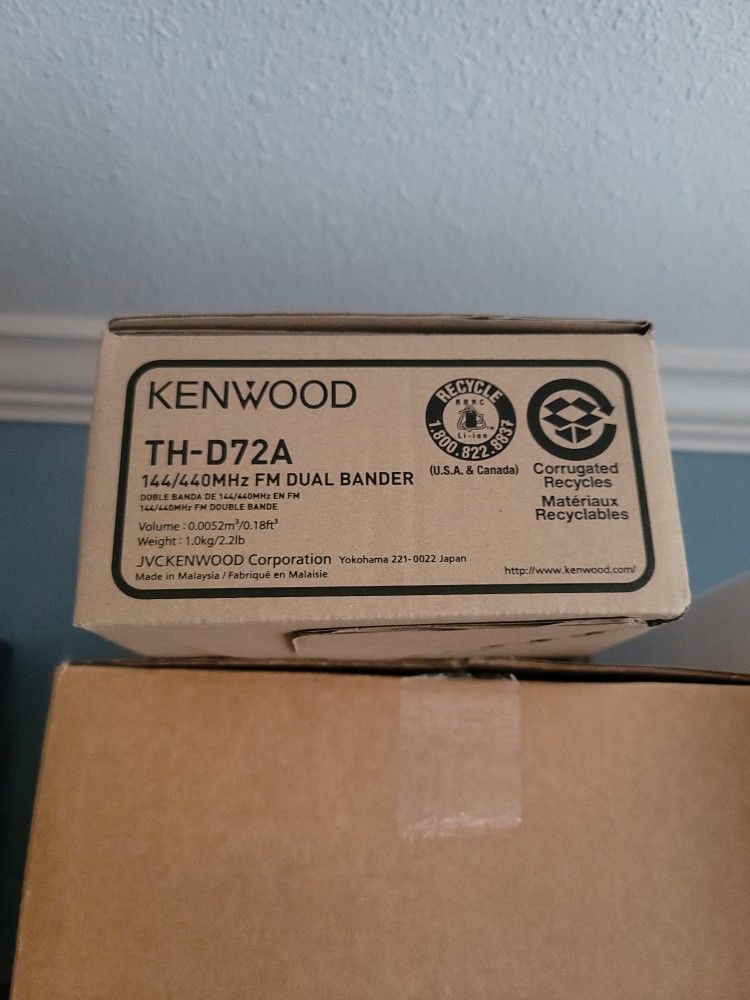 KENWOOD
TH-D72A
144/440MHz FM DUAL BANDER
DOBLE BANDA DE 144/440MHz EN FM
144/440MHz FM DOUBLE BANDE
Volume : 0.0052m³/0.18ft³
Weight : 1.0kg/2.2lb
JVCKENWOOD Corporation Yokohama 221-0022 Japan
Made in Malaysia / Fabriqué en Malaisie
RECYCLE
RBRC
Li-ion
1.800.822.8837
(U.S.A. & Canada)
Corrugated
Recycles
Matériaux
Recyclables
http://www.kenwood.com/